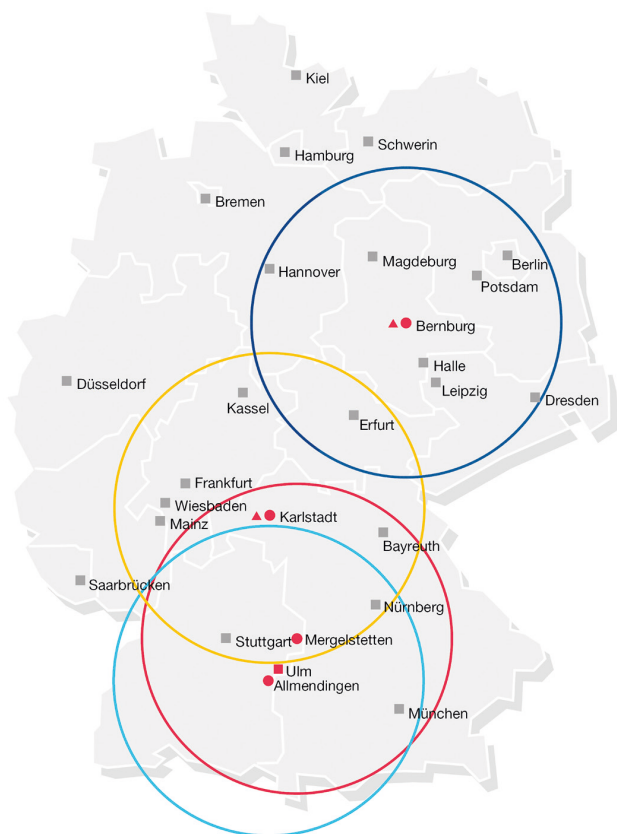 Kiel
Schwerin
Hamburg
Bremen
Magdeburg
Berlin
Hannover
Potsdam
Bernburg
Halle
Düsseldorf
Leipzig
Kassel
Dresden
Erfurt
Frankfurt
Wiesbaden
Karlstadt
Mainz
Bayreuth
Saarbrücken
Nürnberg
Stuttgart
Mergelstetten
Ulm
Allmendingen
München